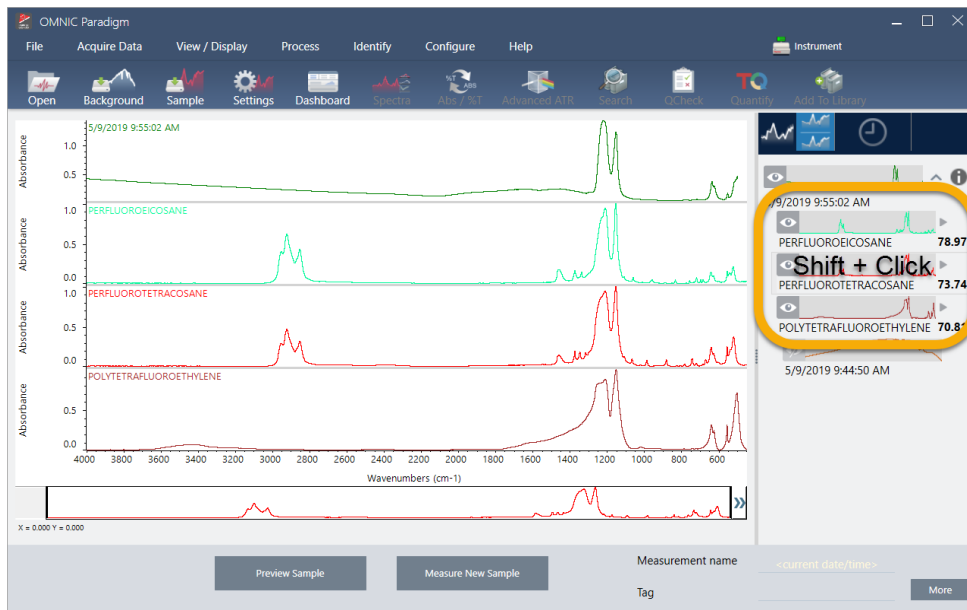 OMNIC Paradigm
File Acquire Data View / Display Process Identify Configure Help Instrument
Open Background Sample Settings Dashboard Spectra Abs / %T Advanced ATR Search QCheck Quantify Add To Library
%T ABS
TQ
5/9/2019 9:55:02 AM
Absorbance
1.0
0.5
PERFLUOROEICOSANE
Absorbance
1.0
0.5
0.0
PERFLUOROTETRACOSANE
Absorbance
1.0
0.5
0.0
POLYTETRAFLUOROETHYLENE
Absorbance
0.5
0.0
4000 3800 3600 3400 3200 3000 2800 2600 2400 2200 2000 1800 1600 1400 1200 1000 800 600
Wavenumbers (cm-1)
X = 0.000 Y = 0.000
5/9/2019 9:55:02 AM
PERFLUOROEICOSANE 78.97
Shift + Click
PERFLUOROTETRACOSANE 73.74
POLYTETRAFLUOROETHYLENE 70.81
5/9/2019 9:44:50 AM
Preview Sample
Measure New Sample
Measurement name <current date/time>
Tag
More